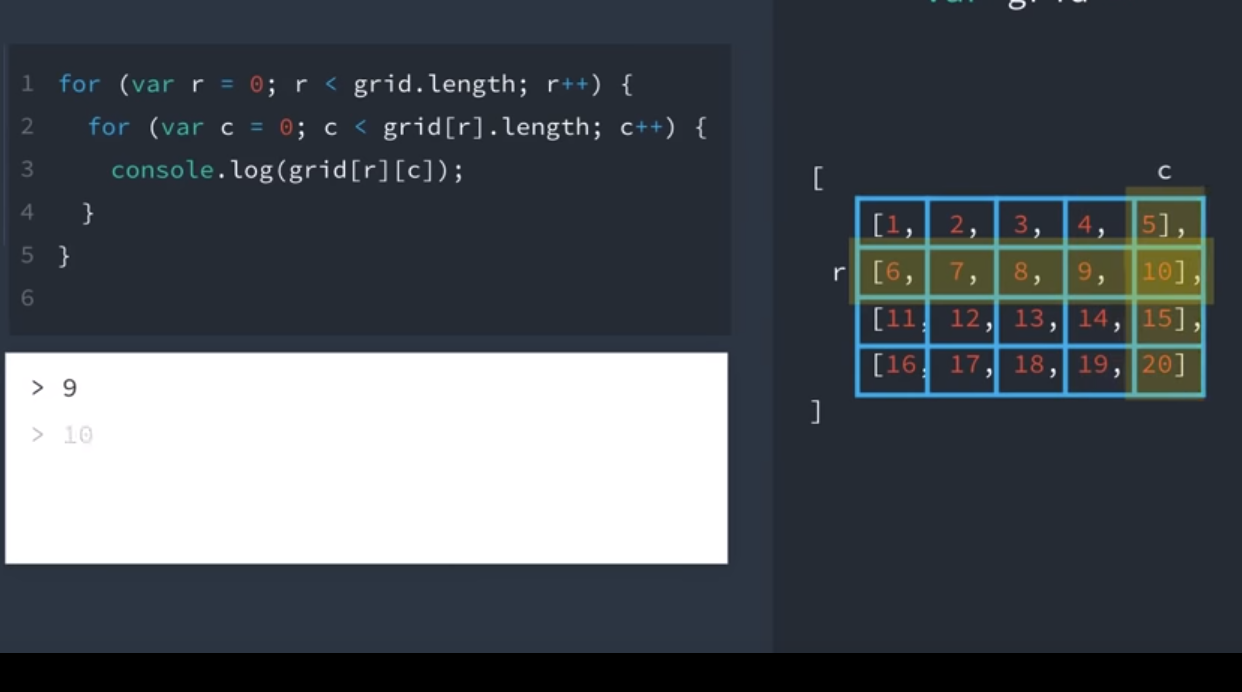 var grid
1 for (var r = 0; r < grid.length; r++) {
2 for (var c = 0; c < grid[r].length; c++) {
3 console.log(grid[r][c]);
4 }
5 }
6
> 9
> 10
[
c
[1, 2, 3, 4, 5],
r [6, 7, 8, 9, 10],
[11, 12, 13, 14, 15],
[16, 17, 18, 19, 20]
]